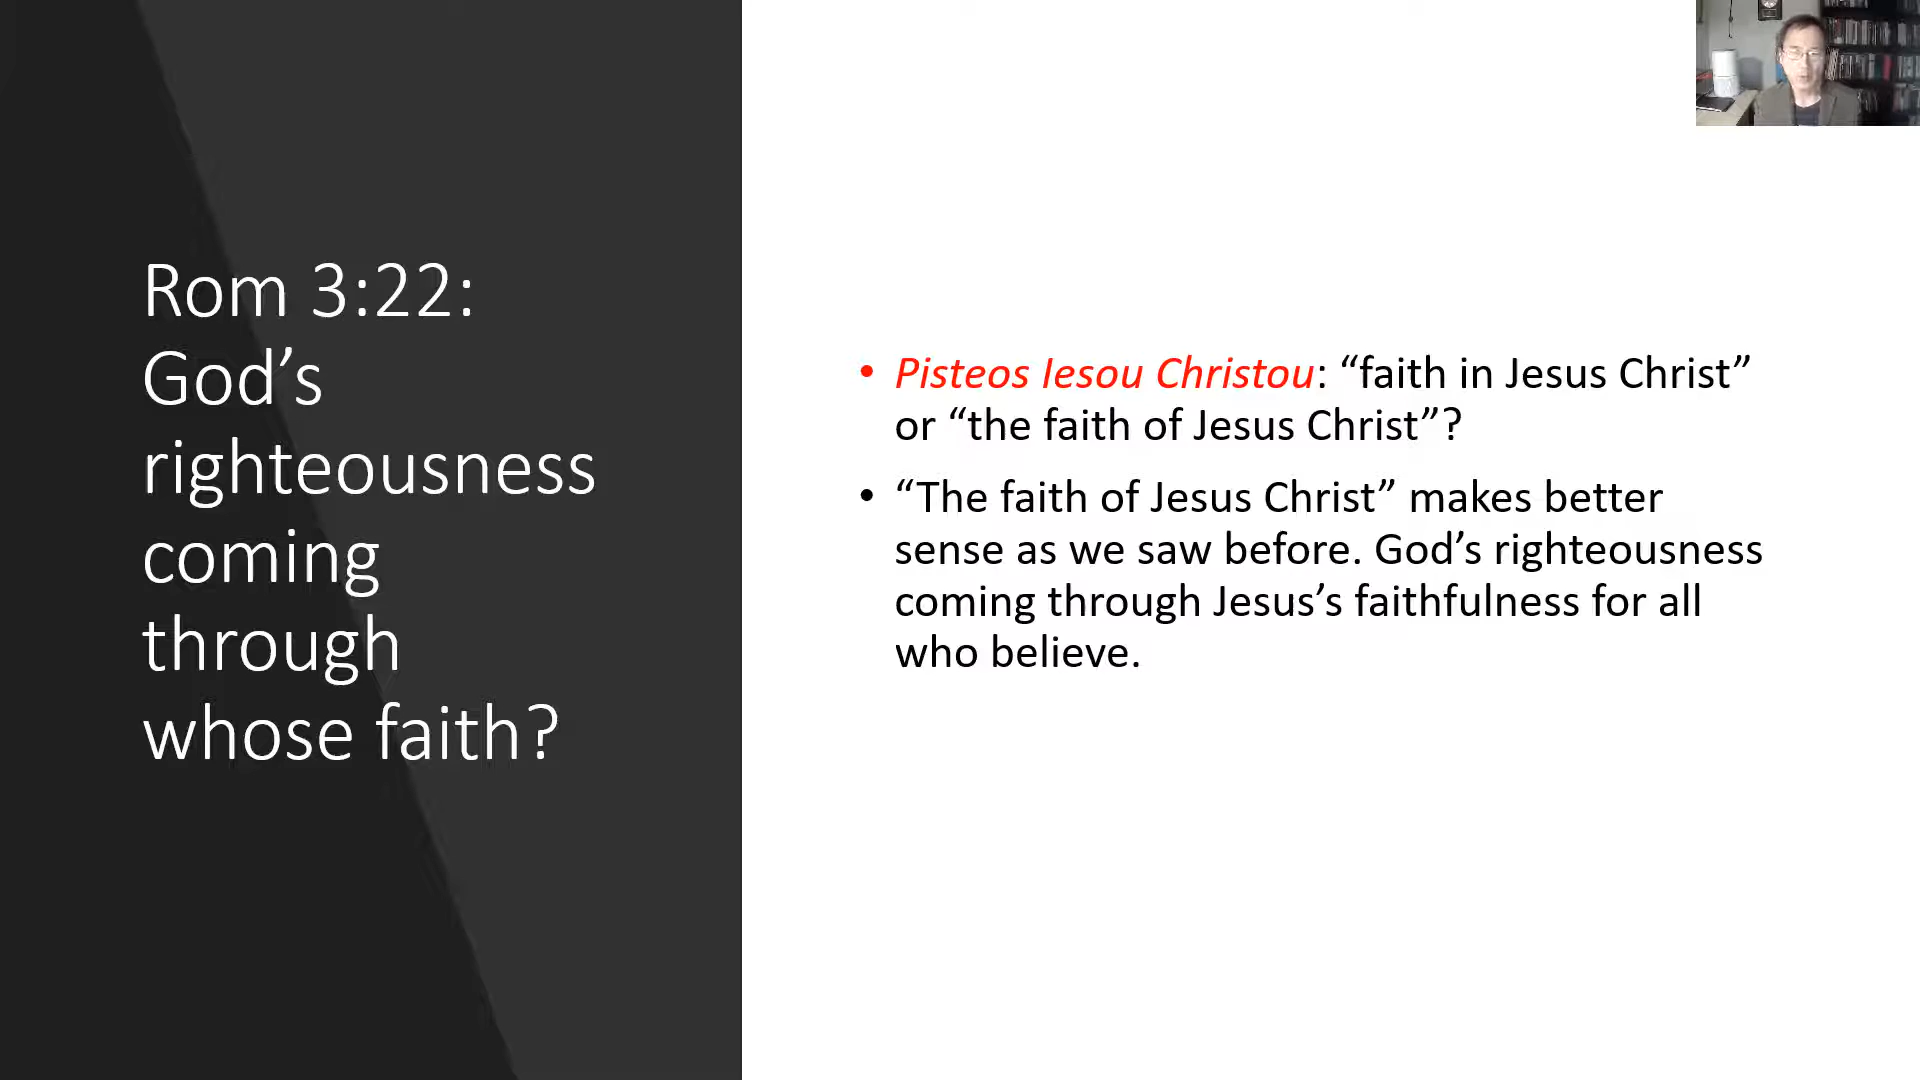 Rom 3:22:
God’s
righteousness
coming
through
whose faith?
• Pisteos Iesou Christou: “faith in Jesus Christ”
or “the faith of Jesus Christ”?
• “The faith of Jesus Christ” makes better
sense as we saw before. God’s righteousness
coming through Jesus’s faithfulness for all
who believe.